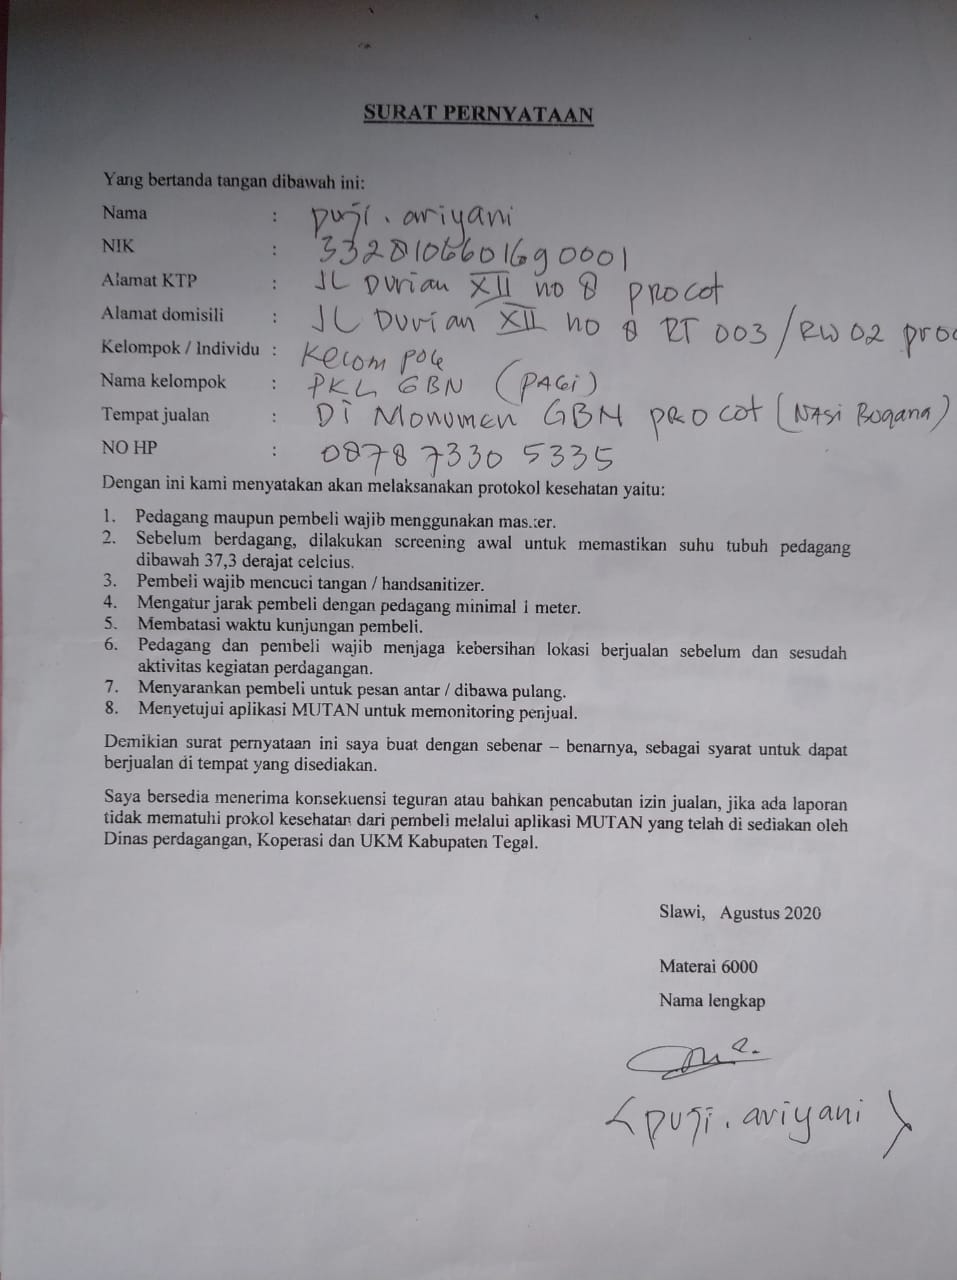 SURAT PERNYATAAN
Yang bertanda tangan dibawah ini:
Nama : puji. ariyani
NIK : 3328106601690001
Alamat KTP : JL Durian XII no 8 procot
Alamat domisili : JL Durian XII no 8 RT 003 / RW 02 proc
Kelompok / Individu : Kelompok
Nama kelompok : PKL GBN (PAGi)
Tempat jualan : Di Monumen GBN procot (NASi Bogana)
NO HP : 0878 7330 5335
Dengan ini kami menyatakan akan melaksanakan protokol kesehatan yaitu:
1. Pedagang maupun pembeli wajib menggunakan masker.
2. Sebelum berdagang, dilakukan screening awal untuk memastikan suhu tubuh pedagang
dibawah 37,3 derajat celcius.
3. Pembeli wajib mencuci tangan / handsanitizer.
4. Mengatur jarak pembeli dengan pedagang minimal 1 meter.
5. Membatasi waktu kunjungan pembeli.
6. Pedagang dan pembeli wajib menjaga kebersihan lokasi berjualan sebelum dan sesudah
aktivitas kegiatan perdagangan.
7. Menyarankan pembeli untuk pesan antar / dibawa pulang.
8. Menyetujui aplikasi MUTAN untuk memonitoring penjual.
Demikian surat pernyataan ini saya buat dengan sebenar – benarnya, sebagai syarat untuk dapat
berjualan di tempat yang disediakan.
Saya bersedia menerima konsekuensi teguran atau bahkan pencabutan izin jualan, jika ada laporan
tidak mematuhi prokol kesehatan dari pembeli melalui aplikasi MUTAN yang telah di sediakan oleh
Dinas perdagangan, Koperasi dan UKM Kabupaten Tegal.
Slawi, Agustus 2020
Materai 6000
Nama lengkap
(puji. ariyani)